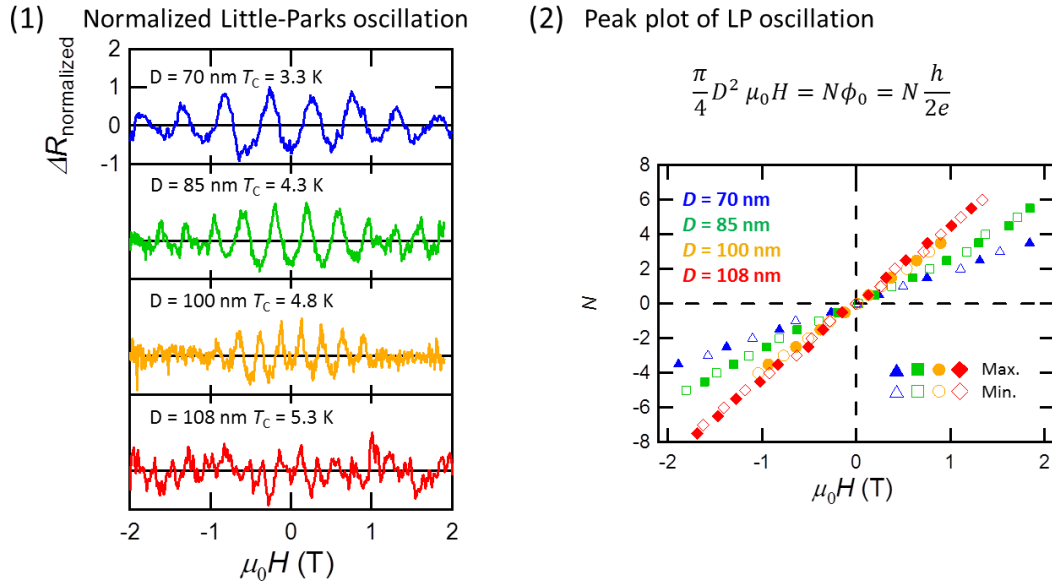 (1) Normalized Little-Parks oscillation
ΔR normalized
2
1
0
-1
D = 70 nm T_C = 3.3 K
D = 85 nm T_C = 4.3 K
D = 100 nm T_C = 4.8 K
D = 108 nm T_C = 5.3 K
-2 -1 0 1 2
μ₀H (T)
(2) Peak plot of LP oscillation
π/4 D² μ₀H = Nϕ₀ = N h/2e
N
8
6
4
2
0
-2
-4
-6
-8
D = 70 nm
D = 85 nm
D = 100 nm
D = 108 nm
Max.
Min.
-2 -1 0 1 2
μ₀H (T)